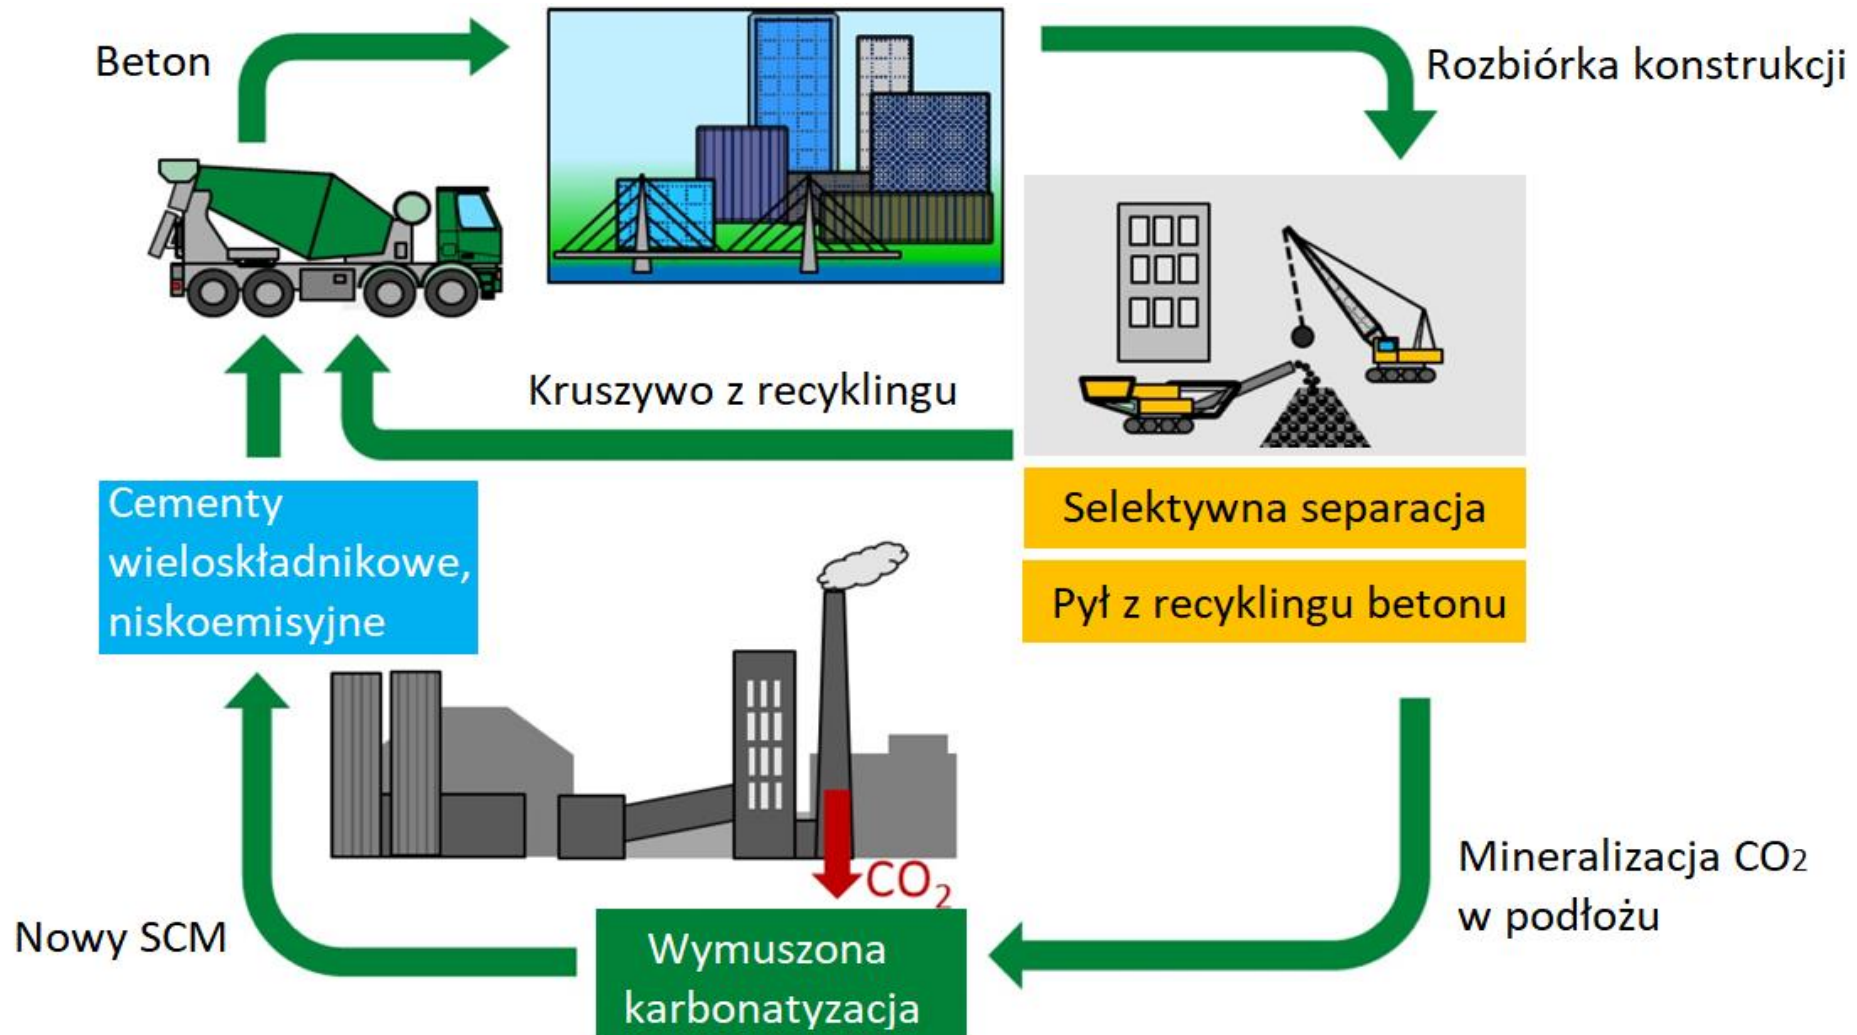 Beton
Rozbiórka konstrukcji
Kruszywo z recyklingu
Cementy
wieloskładnikowe,
niskoemisyjne
Selektywna separacja
Pył z recyklingu betonu
CO₂
Mineralizacja CO₂
w podłożu
Nowy SCM
Wymuszona
karbonatyzacja